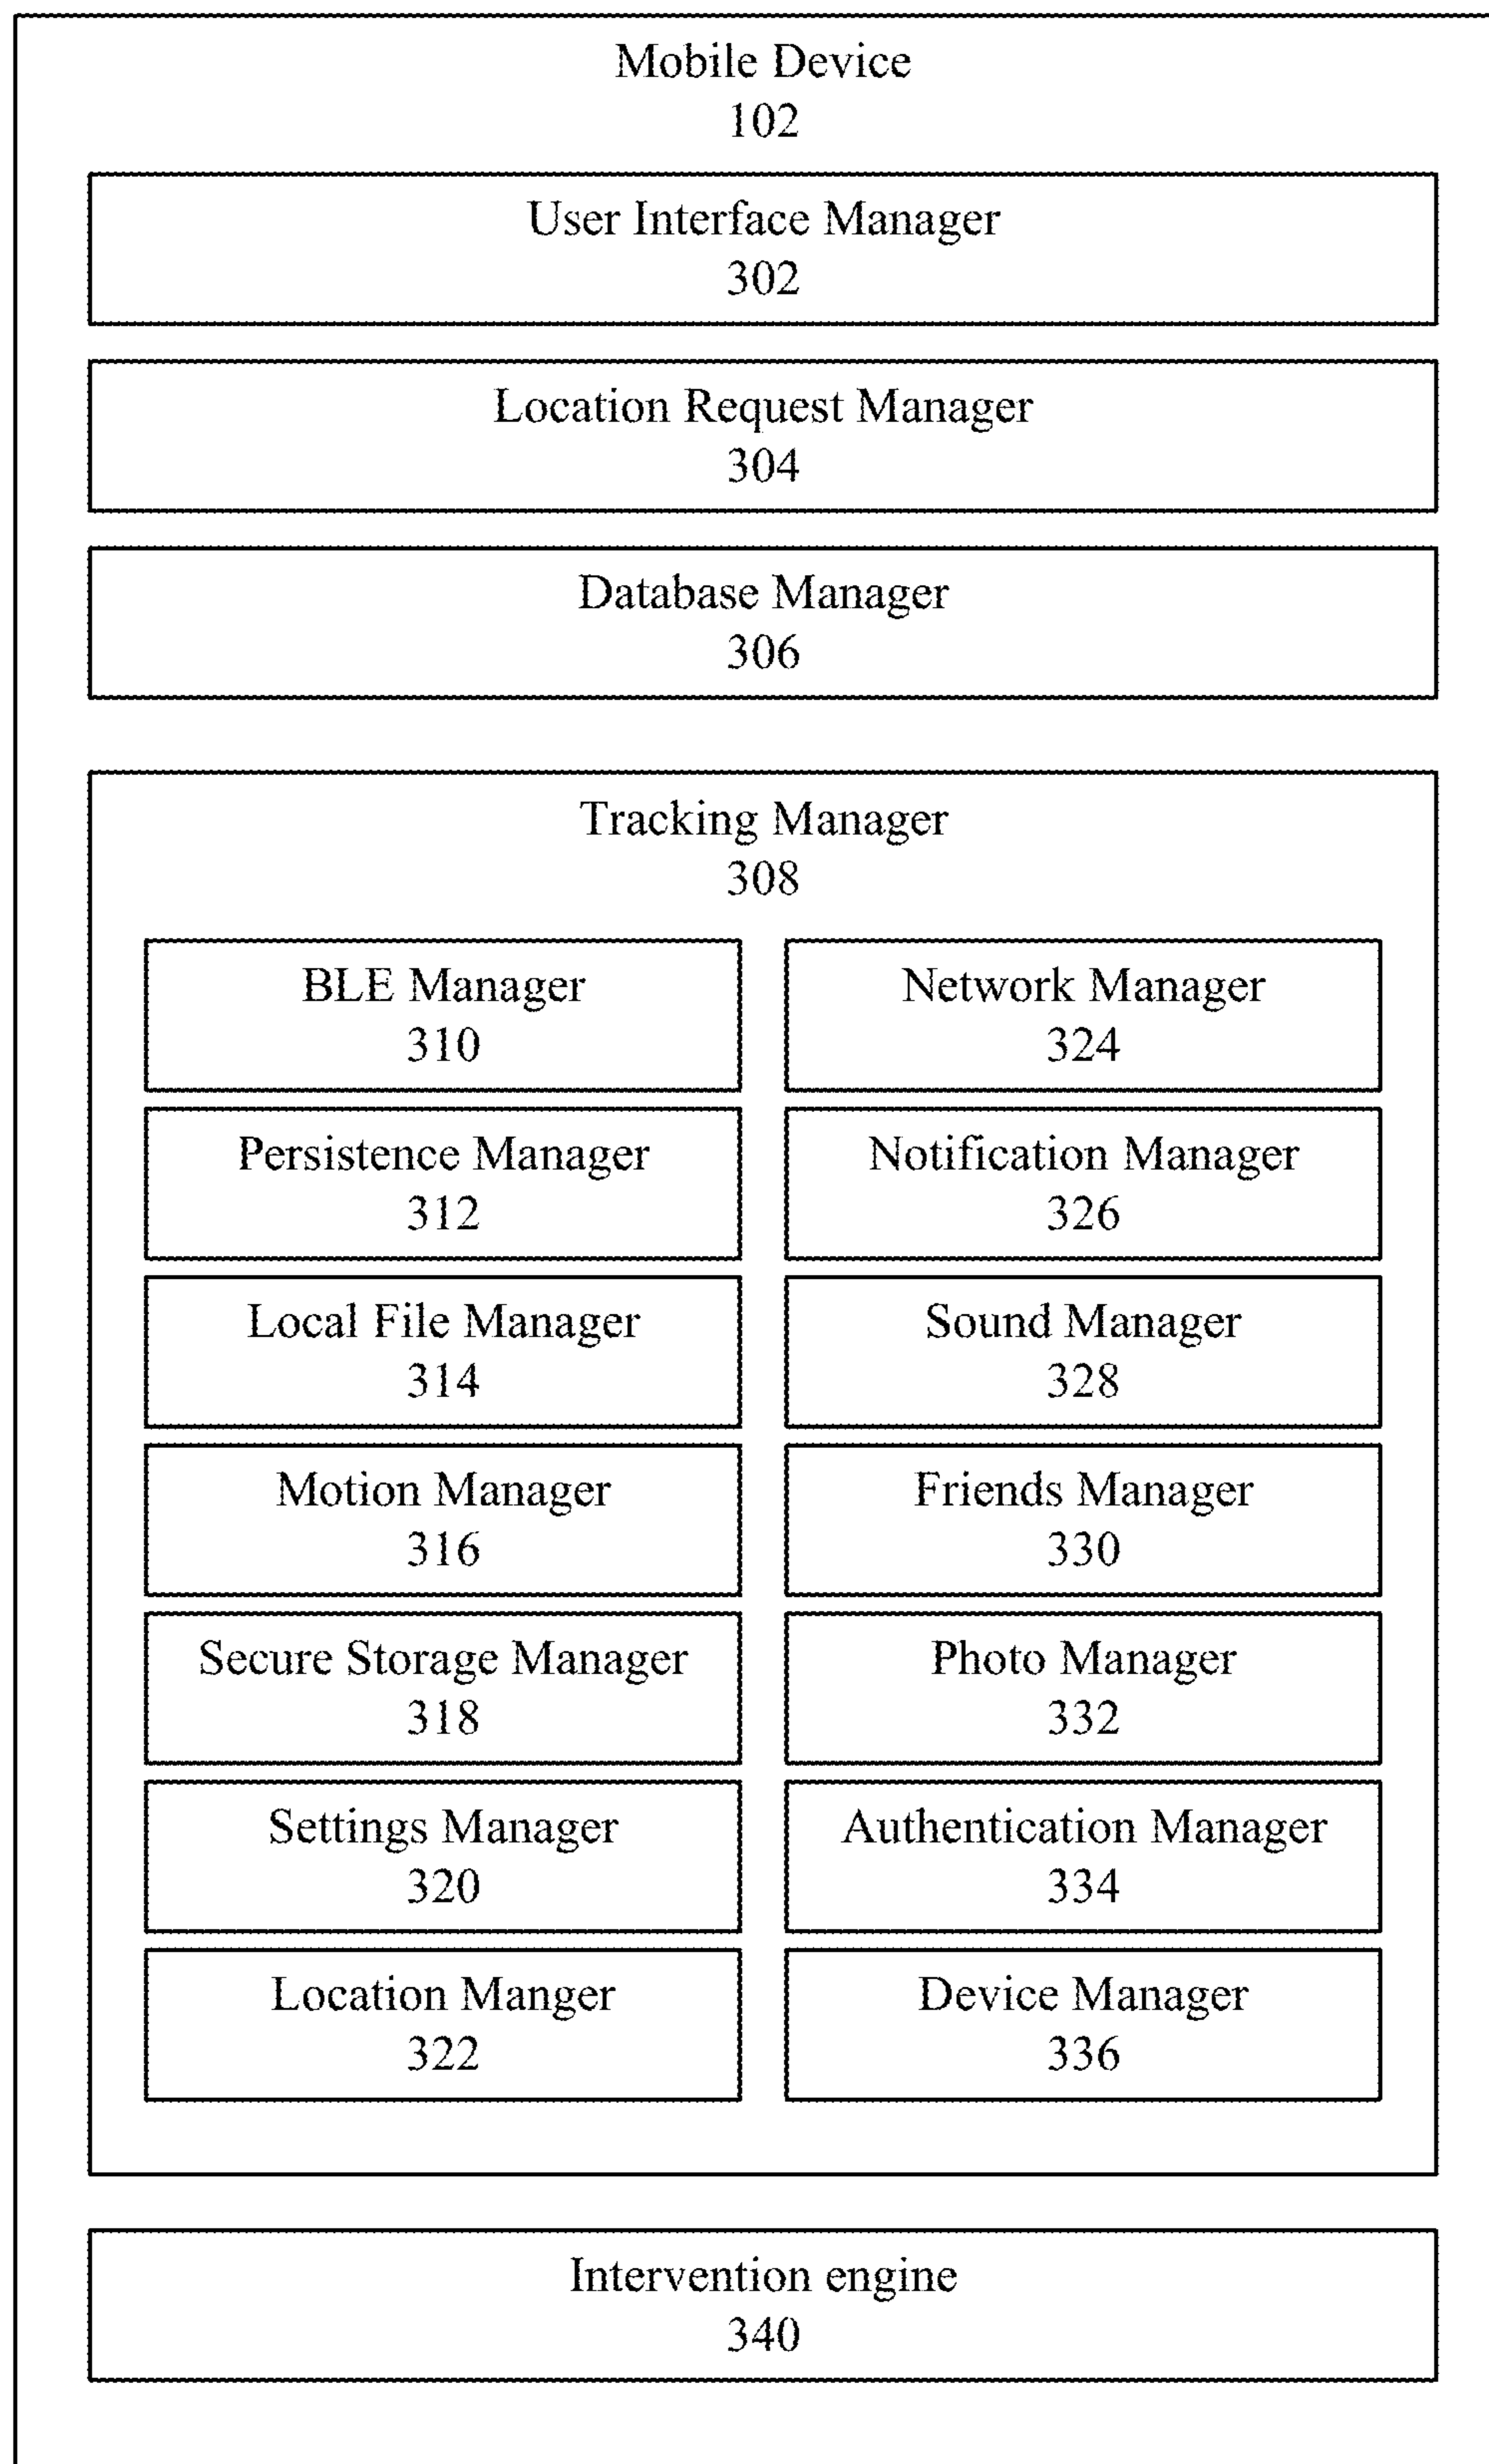 Mobile Device
102
User Interface Manager
302
Location Request Manager
304
Database Manager
306
Tracking Manager
308
BLE Manager
310
Network Manager
324
Persistence Manager
312
Notification Manager
326
Local File Manager
314
Sound Manager
328
Motion Manager
316
Friends Manager
330
Secure Storage Manager
318
Photo Manager
332
Settings Manager
320
Authentication Manager
334
Location Manger
322
Device Manager
336
Intervention engine
340